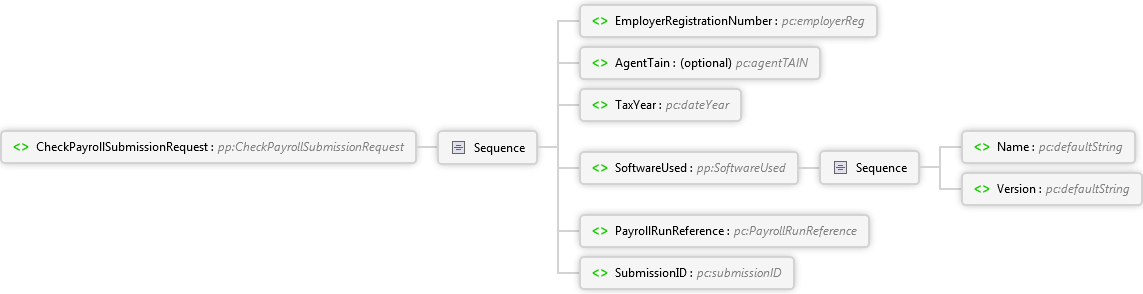 <> EmployerRegistrationNumber : pc:employerReg
<> AgentTain : (optional) pc:agentTAIN
<> TaxYear : pc:dateYear
<> CheckPayrollSubmissionRequest : pp:CheckPayrollSubmissionRequest
Sequence
<> SoftwareUsed : pp:SoftwareUsed
Sequence
<> Name : pc:defaultString
<> Version : pc:defaultString
<> PayrollRunReference : pc:PayrollRunReference
<> SubmissionID : pc:submissionID